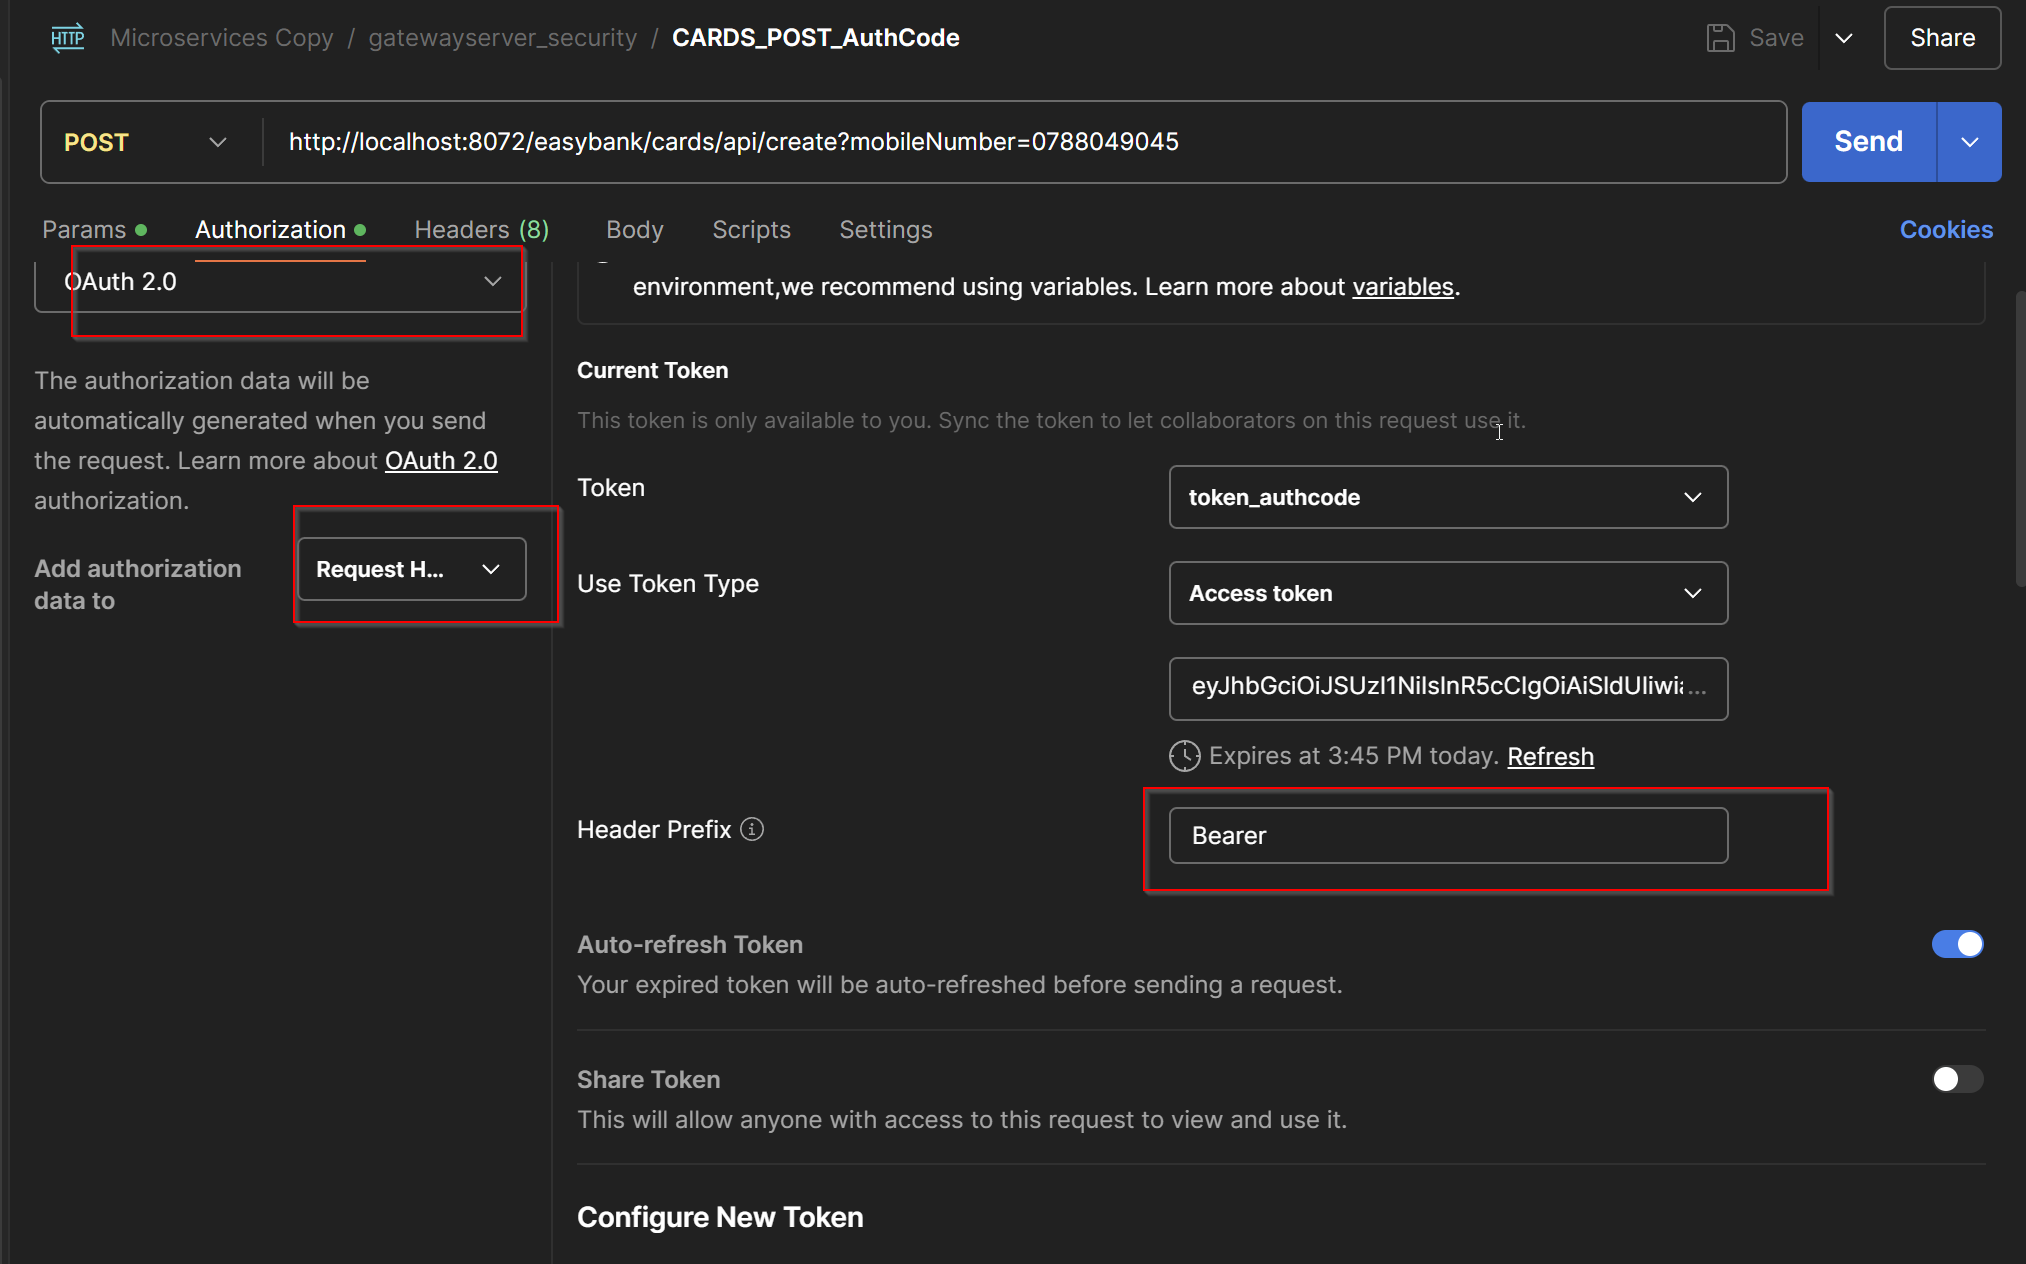 HTTP Microservices Copy / gatewayserver_security / CARDS_POST_AuthCode Save Share
POST http://localhost:8072/easybank/cards/api/create?mobileNumber=0788049045 Send
Params Authorization Headers (8) Body Scripts Settings Cookies
OAuth 2.0
The authorization data will be
automatically generated when you send
the request. Learn more about OAuth 2.0
authorization.
Add authorization
data to
Request H...
environment,we recommend using variables. Learn more about variables.
Current Token
This token is only available to you. Sync the token to let collaborators on this request use it.
Token token_authcode
Use Token Type Access token
eyJhbGciOiJSUzI1NiIsInR5cCIgOiAiSldUIiwia...
Expires at 3:45 PM today. Refresh
Header Prefix Bearer
Auto-refresh Token
Your expired token will be auto-refreshed before sending a request.
Share Token
This will allow anyone with access to this request to view and use it.
Configure New Token